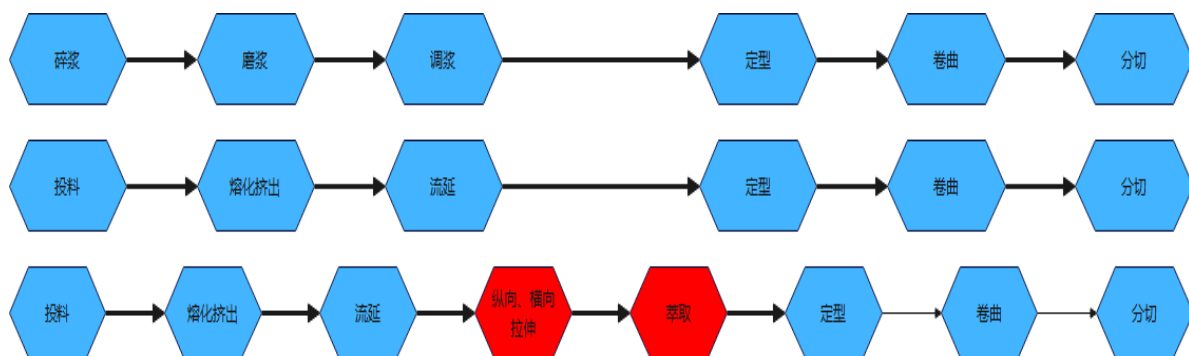 碎浆
磨浆
调浆
定型
卷曲
分切
投料
熔化挤出
流延
定型
卷曲
分切
投料
熔化挤出
流延
纵向、横向
拉伸
萃取
定型
卷曲
分切